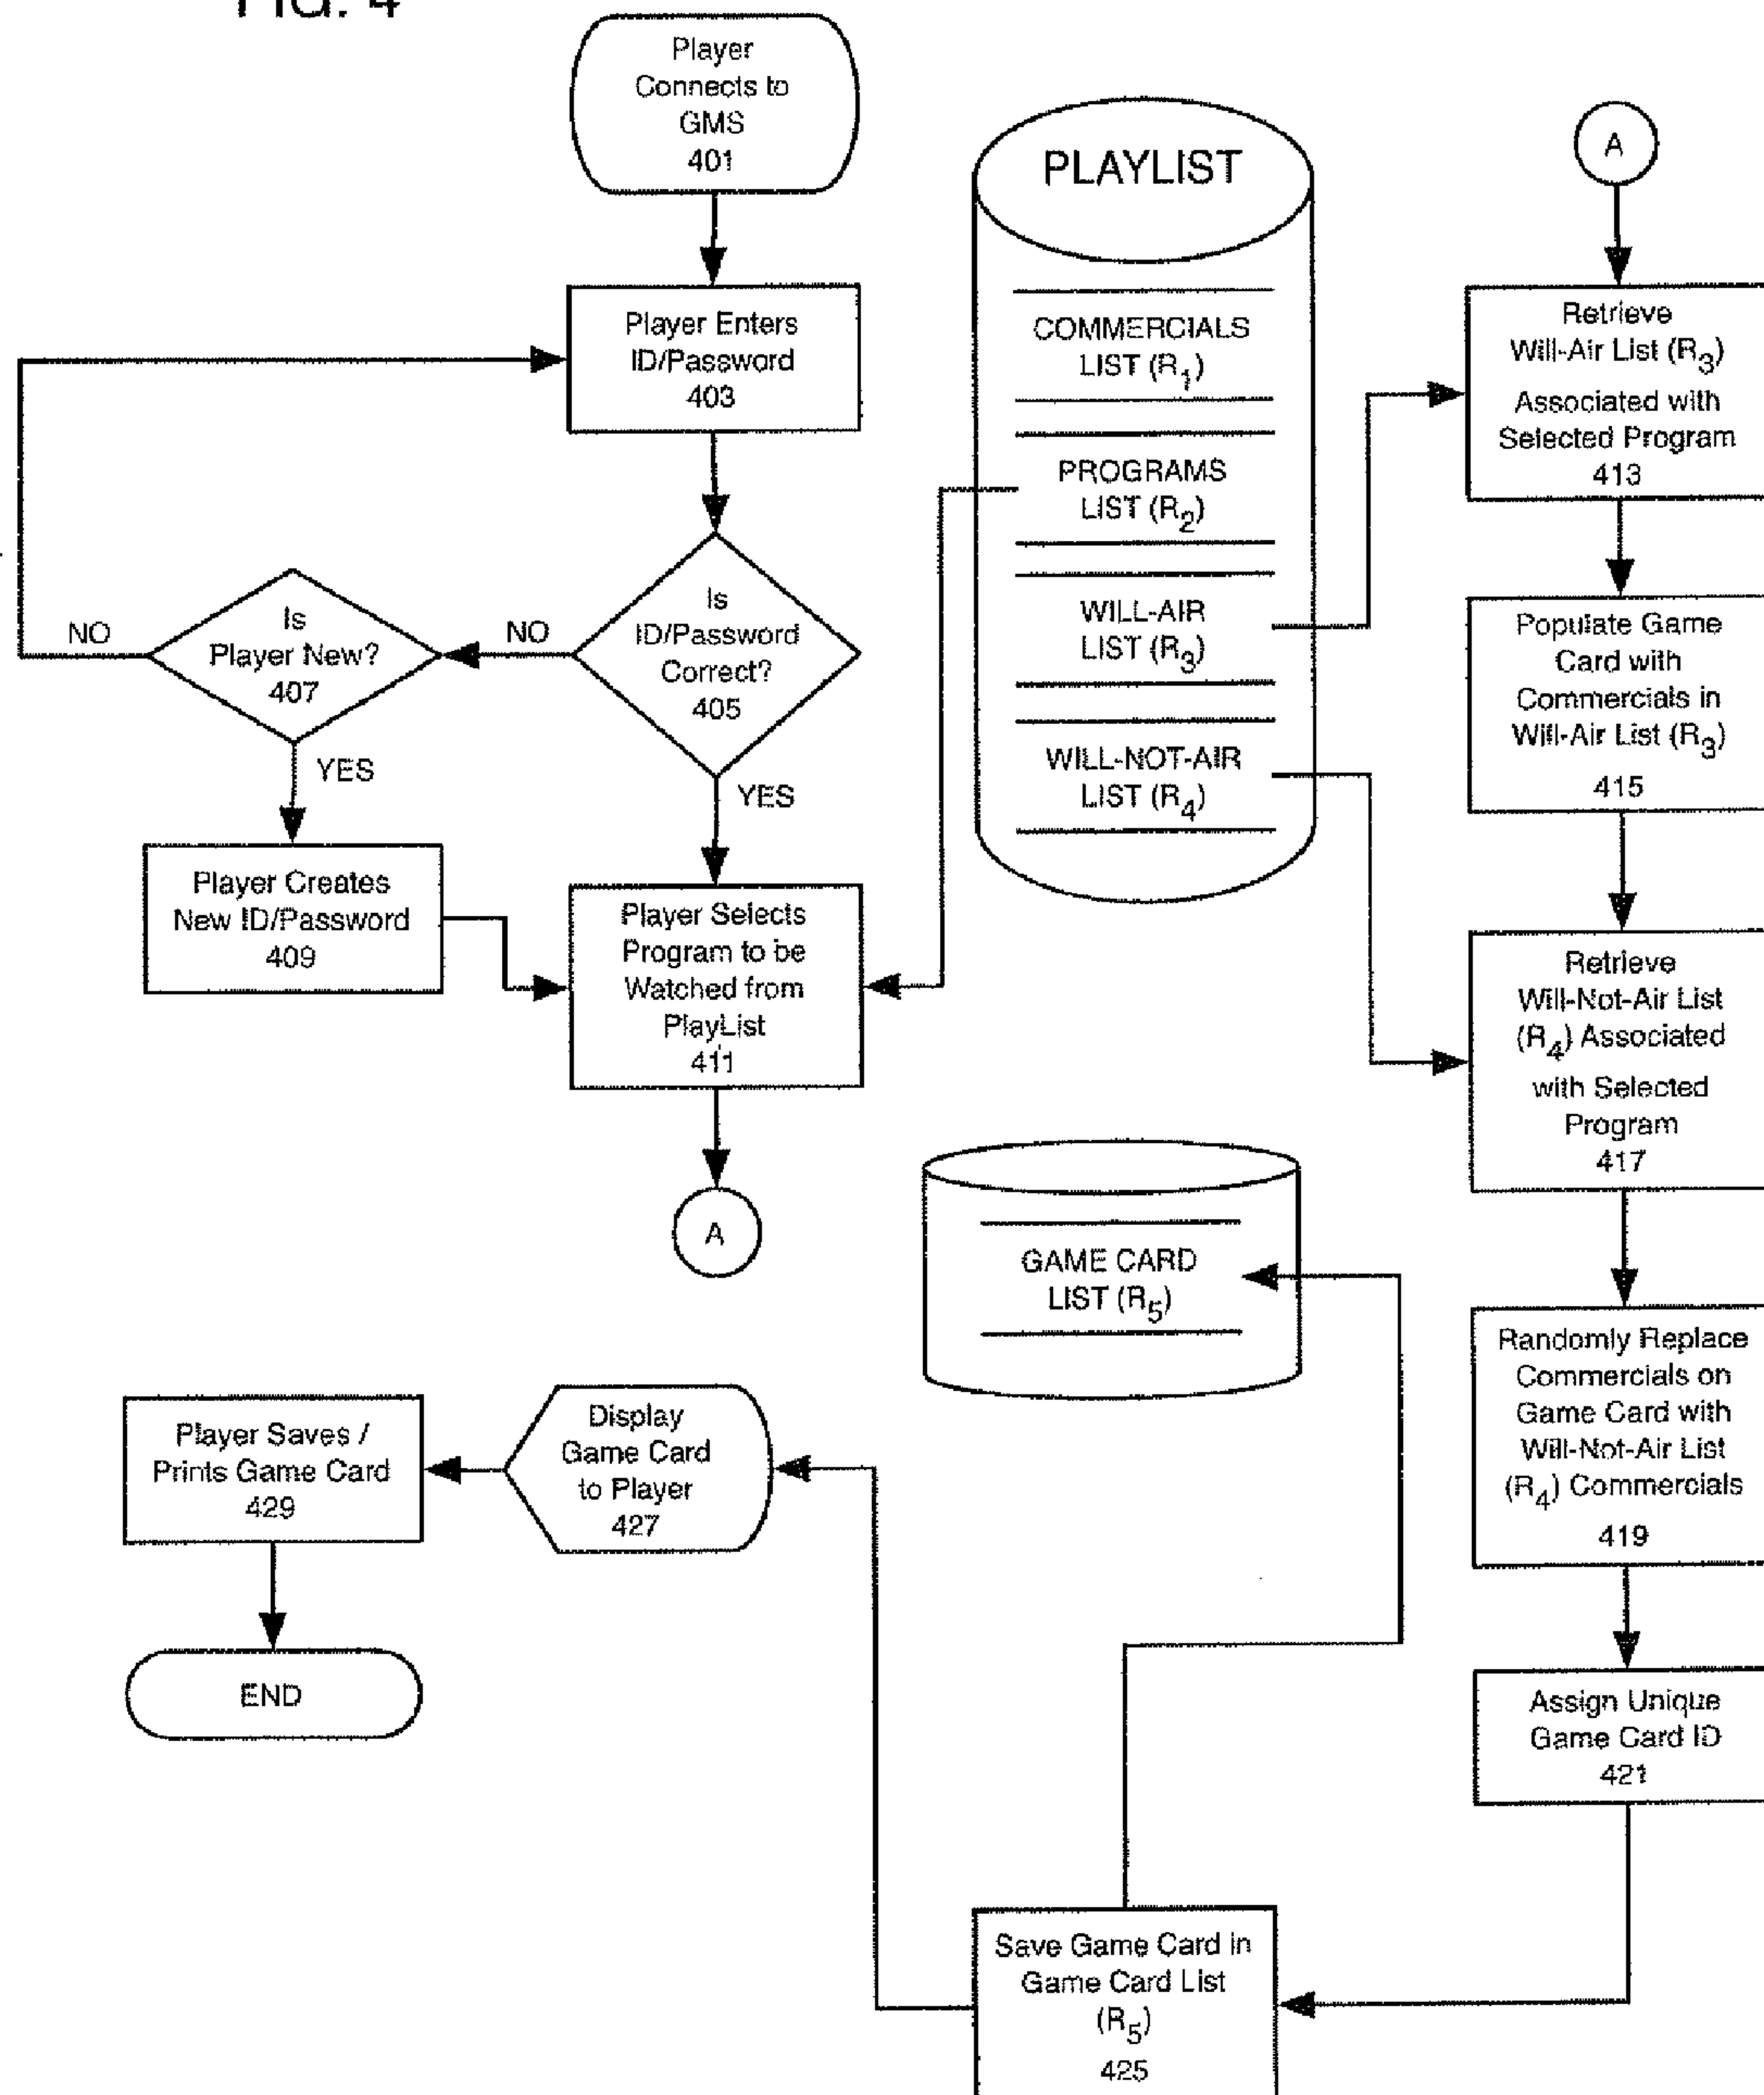 FIG. 4
Player
Connects to
GMS
401
Player Enters
ID/Password
403
Is
ID/Password
Correct?
405
NO
Is
Player New?
407
NO
YES
YES
Player Creates
New ID/Password
409
Player Selects
Program to be
Watched from
PlayList
411
A
PLAYLIST
COMMERCIALS
LIST (R1)
PROGRAMS
LIST (R2)
WILL-AIR
LIST (R3)
WILL-NOT-AIR
LIST (R4)
A
Retrieve
Will-Air List (R3)
Associated with
Selected Program
413
Populate Game
Card with
Commercials in
Will-Air List (R3)
415
Retrieve
Will-Not-Air List
(R4) Associated
with Selected
Program
417
Randomly Replace
Commercials on
Game Card with
Will-Not-Air List
(R4) Commercials
419
Assign Unique
Game Card ID
421
Save Game Card in
Game Card List
(R5)
425
GAME CARD
LIST (R5)
Display
Game Card
to Player
427
Player Saves /
Prints Game Card
429
END